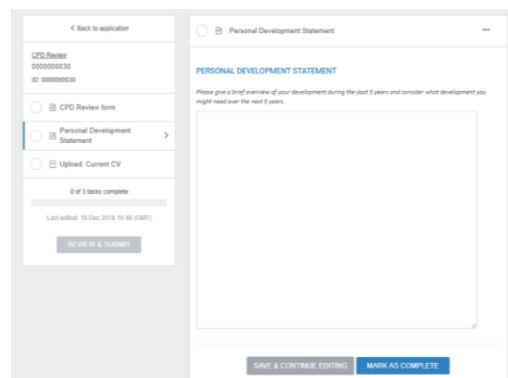 Back to application
CPD Review
0000000030
ID: 0000000030
CPD Review form
Personal Development
Statement
Upload: Current CV
0 of 3 tasks complete
Last edited: 10 Dec 2018 16:46 (GMT)
REVIEW & SUBMIT
Personal Development Statement
PERSONAL DEVELOPMENT STATEMENT
Please give a brief overview of your development during the past 5 years and consider what development you
might need over the next 5 years.
SAVE & CONTINUE EDITING
MARK AS COMPLETE